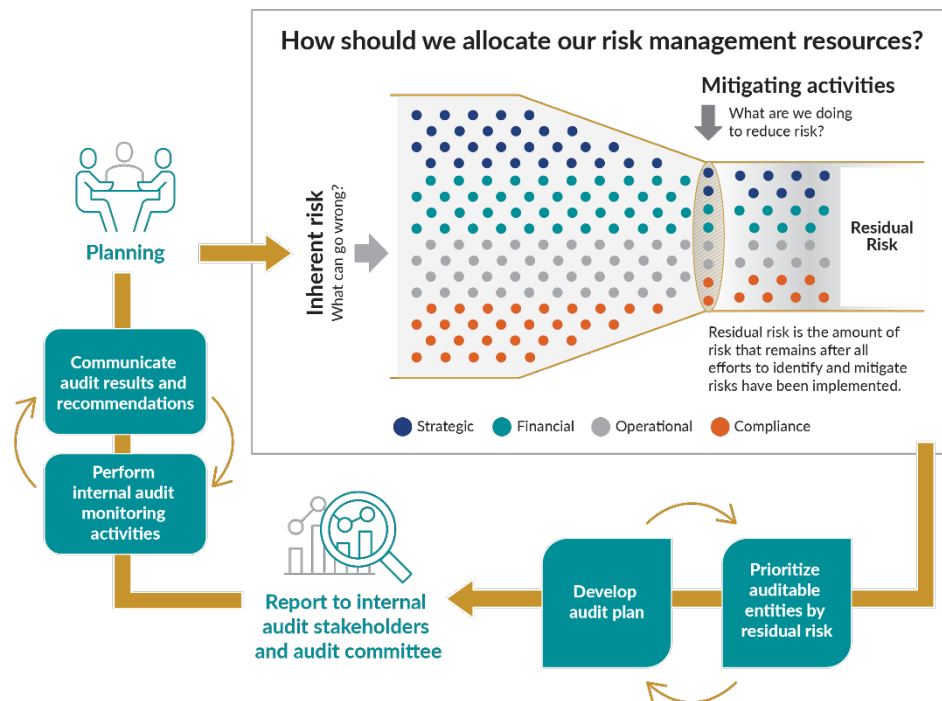 How should we allocate our risk management resources?
Mitigating activities
What are we doing
to reduce risk?
Inherent risk
What can go wrong?
Residual
Risk
Residual risk is the amount of
risk that remains after all
efforts to identify and mitigate
risks have been implemented.
Strategic
Financial
Operational
Compliance
Planning
Communicate
audit results and
recommendations
Perform
internal audit
monitoring
activities
Report to internal
audit stakeholders
and audit committee
Develop
audit plan
Prioritize
auditable
entities by
residual risk